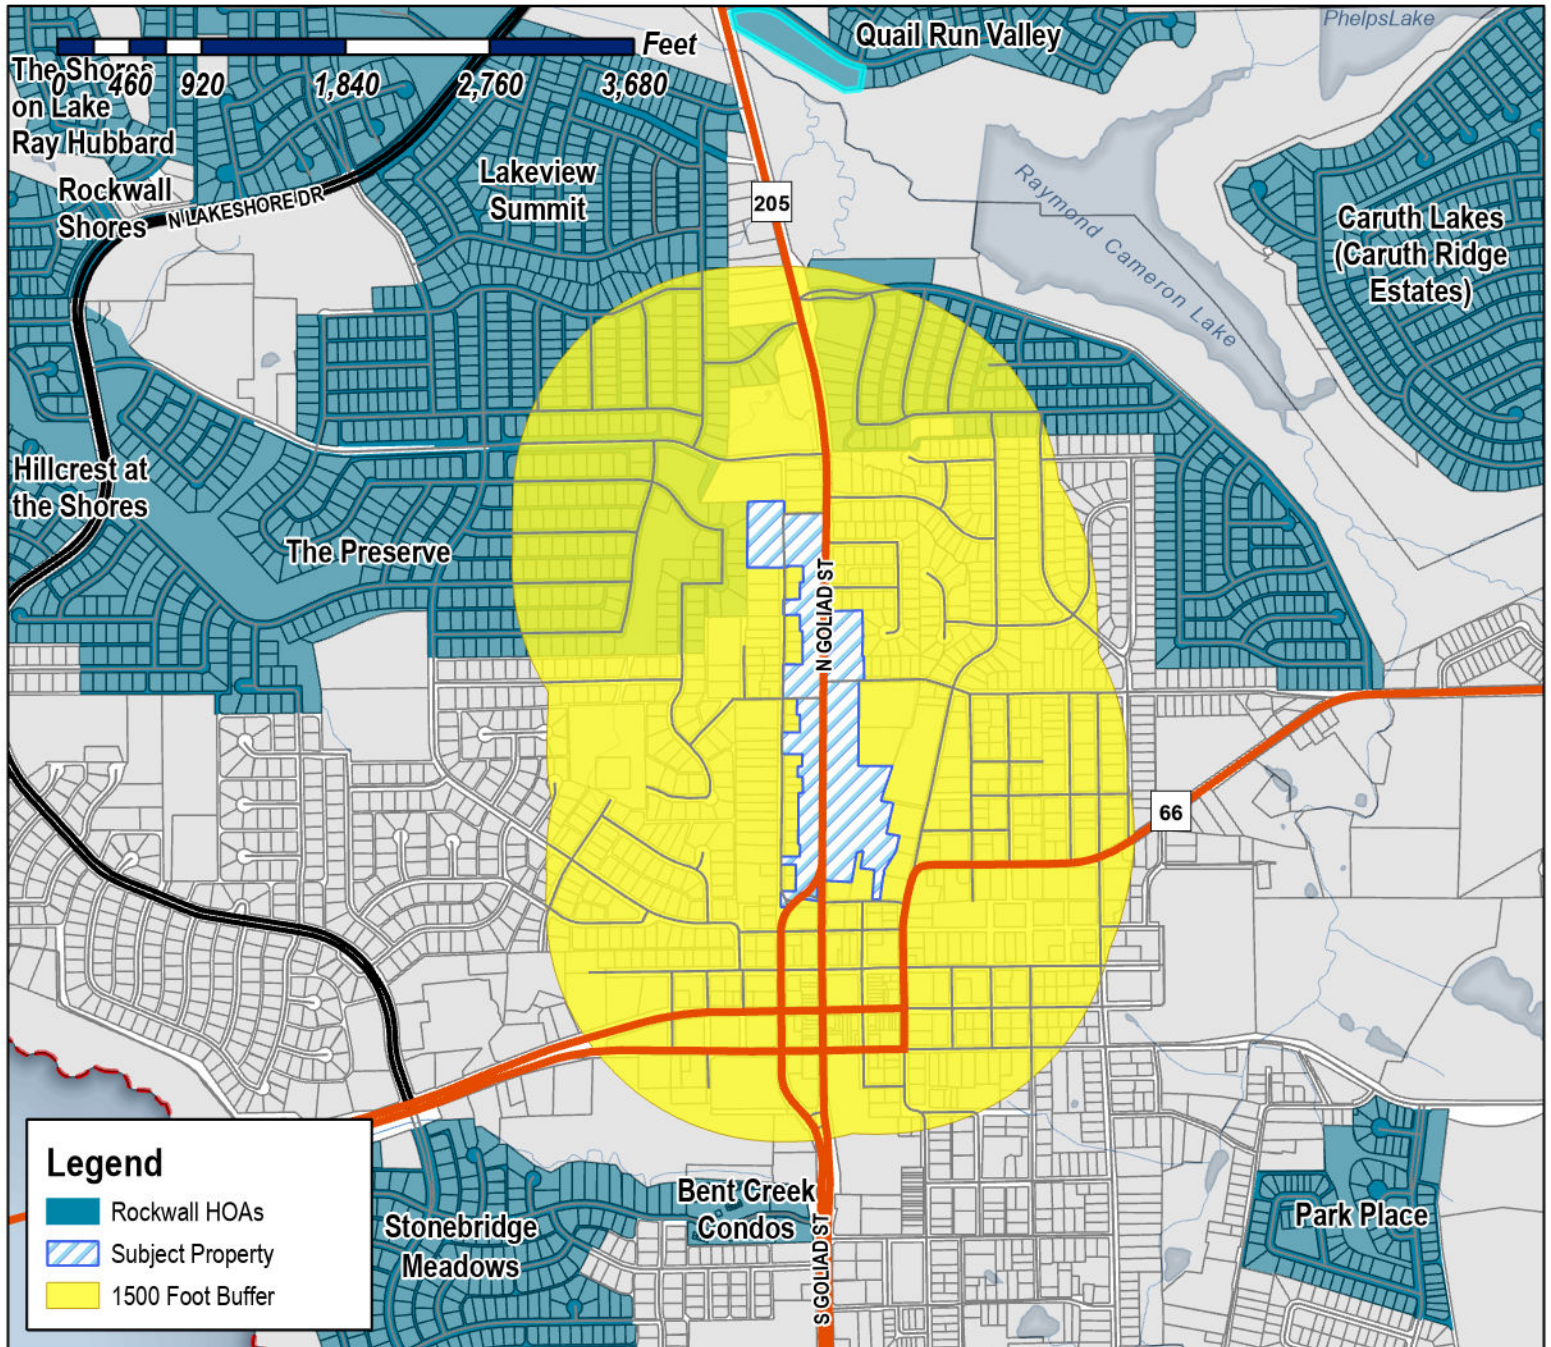 PhelpsLake
Quail Run Valley
Feet
0 460 920 1,840 2,760 3,680
The Shores
on Lake
Ray Hubbard
Rockwall
Shores
N LAKESHORE DR
Lakeview
Summit
205
Raymond Cameron Lake
Caruth Lakes
(Caruth Ridge
Estates)
Hillcrest at
the Shores
The Preserve
N GOLIAD ST
66
Legend
Rockwall HOAs
Subject Property
1500 Foot Buffer
Stonebridge
Meadows
Bent Creek
Condos
S GOLIAD ST
Park Place